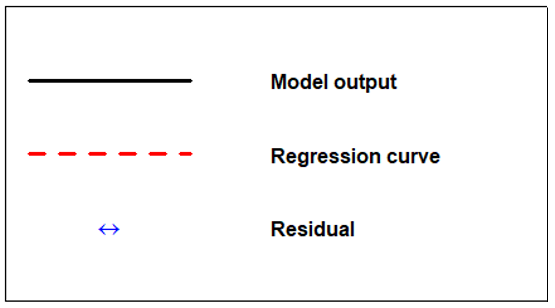 Model output
Regression curve
Residual